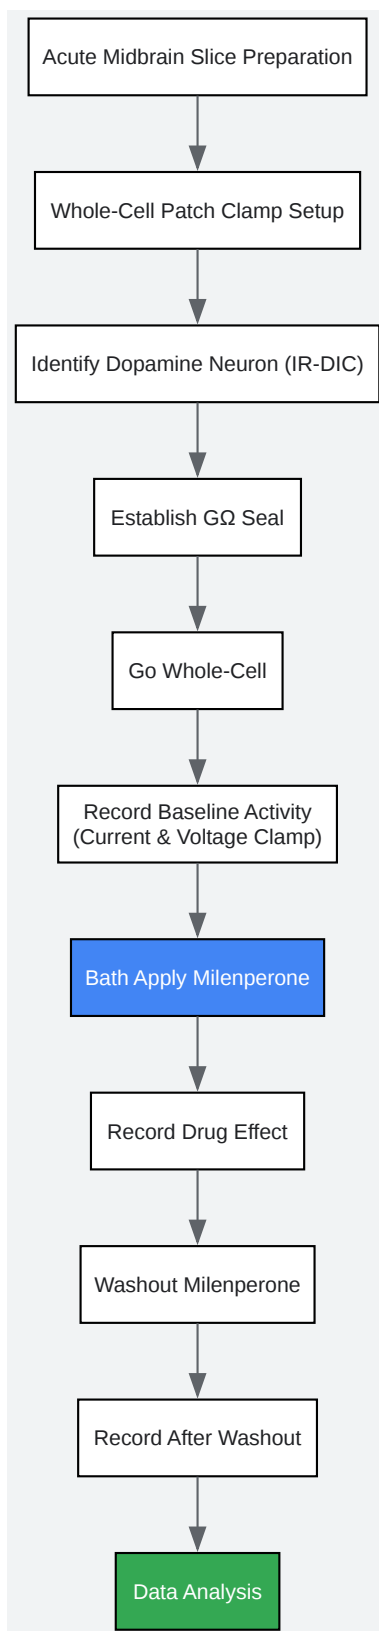 Acute Midbrain Slice Preparation
Whole-Cell Patch Clamp Setup
Identify Dopamine Neuron (IR-DIC)
Establish GΩ Seal
Go Whole-Cell
Record Baseline Activity
(Current & Voltage Clamp)
Bath Apply Milenperone
Record Drug Effect
Washout Milenperone
Record After Washout
Data Analysis